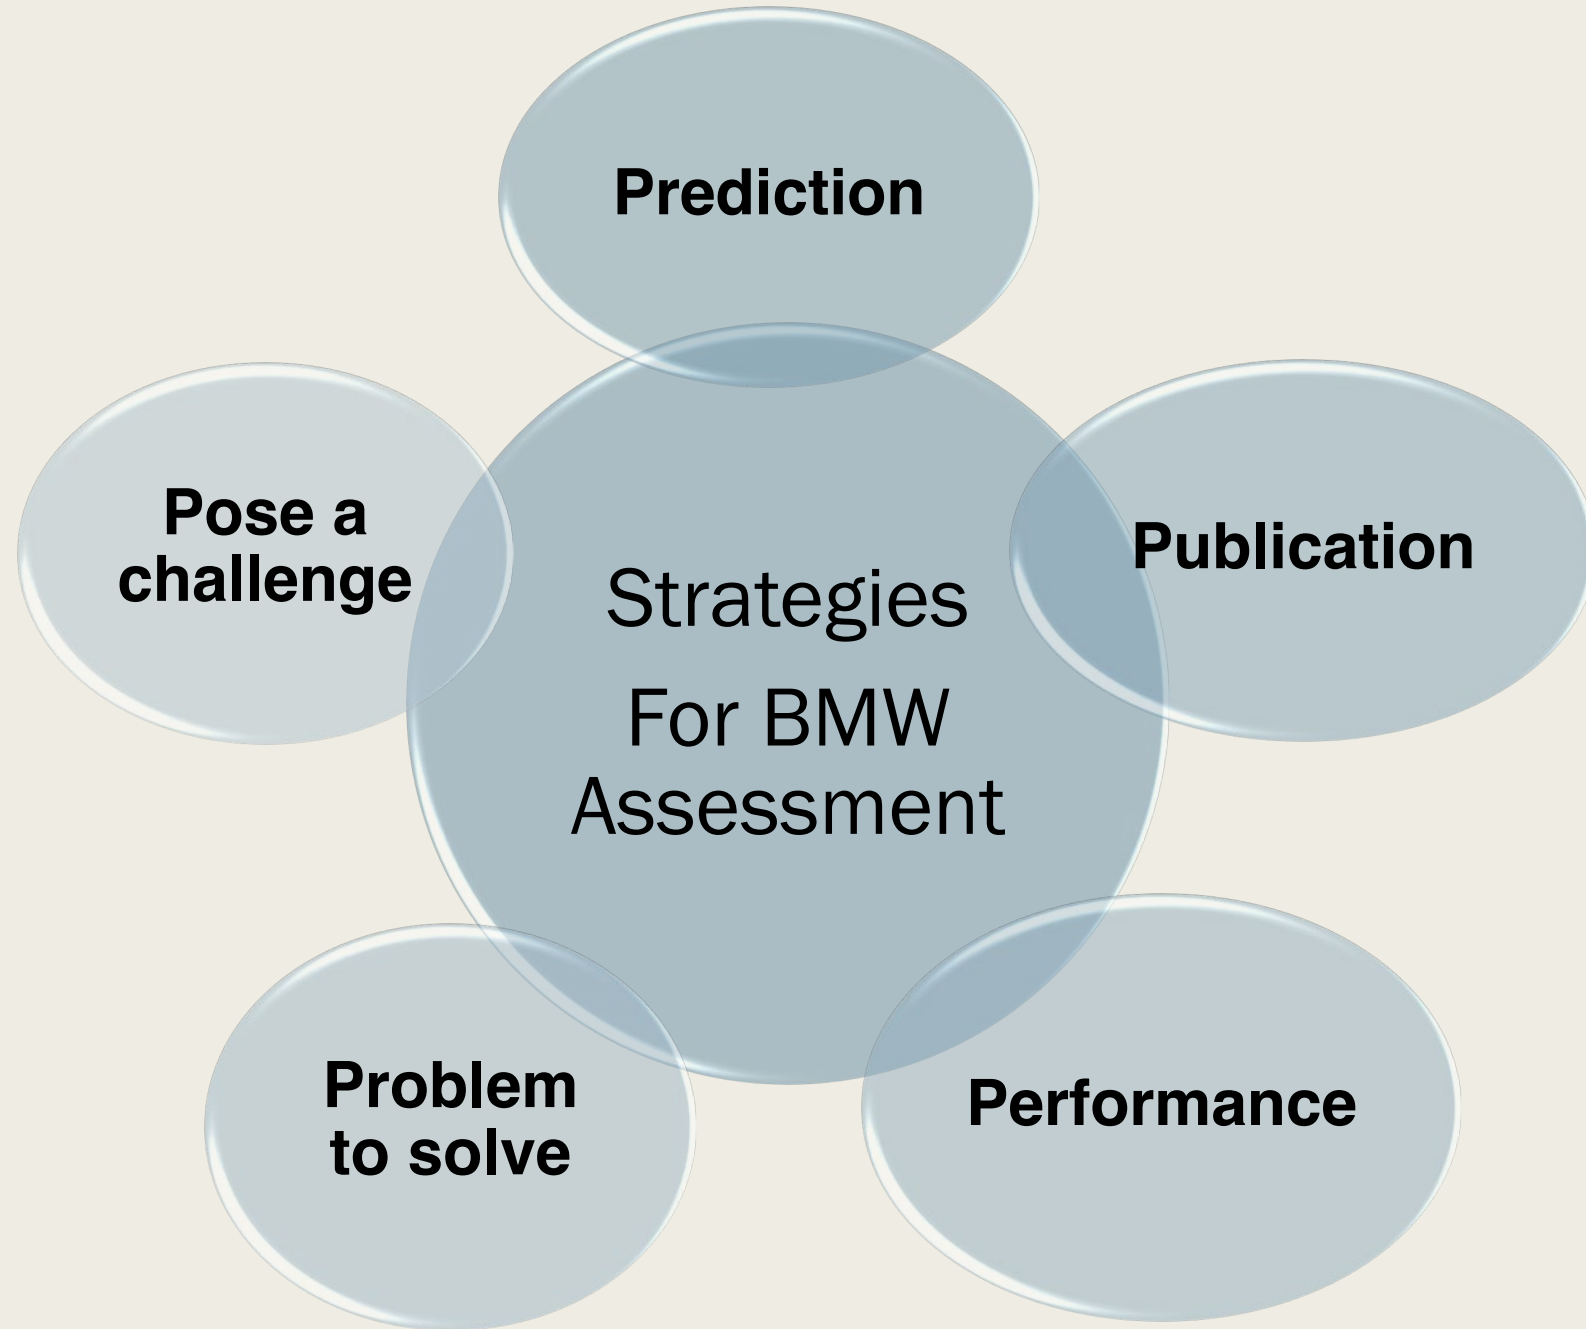 Prediction
Publication
Performance
Problem
to solve
Pose a
challenge
Strategies
For BMW
Assessment